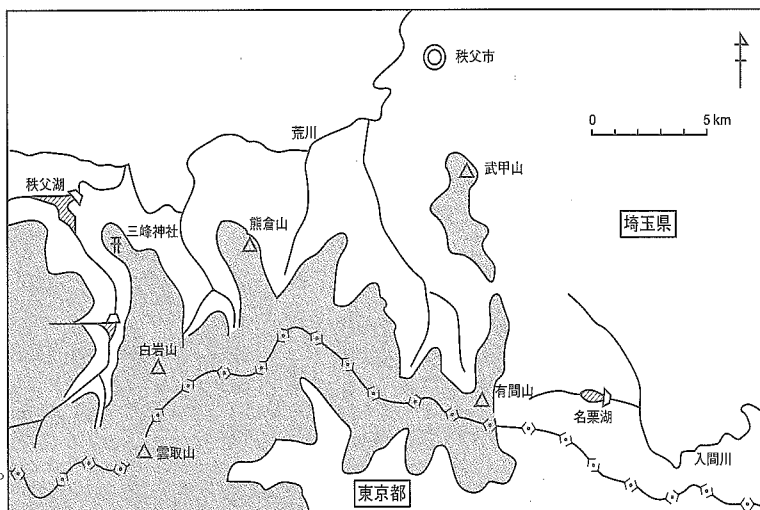 秩父市
0 5 km
荒川
武甲山
秩父湖
熊倉山
三峰神社
埼玉県
白岩山
有間山
名栗湖
雲取山
入間川
東京都